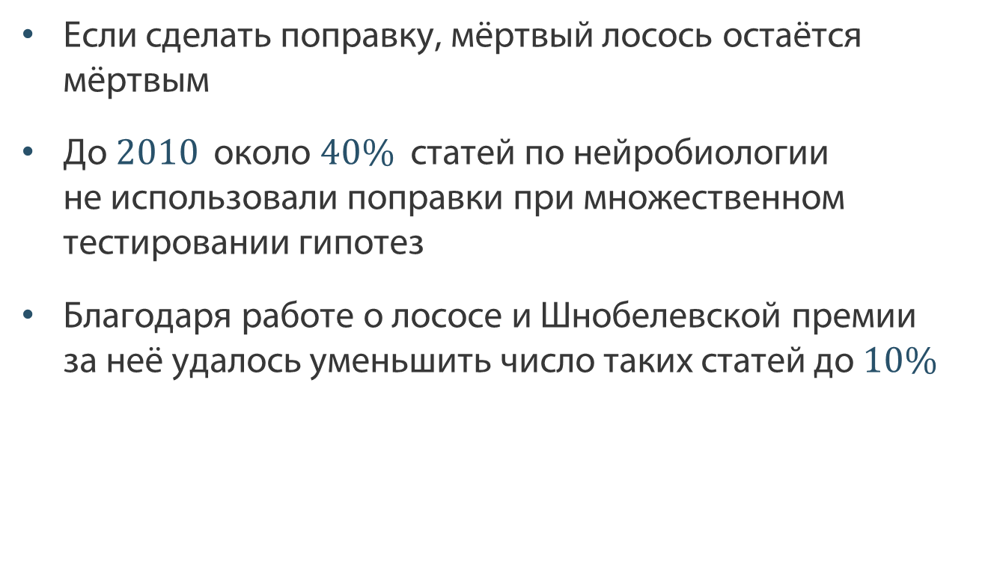 • Если сделать поправку, мёртвый лосось остаётся
мёртвым
• До 2010 около 40% статей по нейробиологии
не использовали поправки при множественном
тестировании гипотез
• Благодаря работе о лососе и Шнобелевской премии
за неё удалось уменьшить число таких статей до 10%